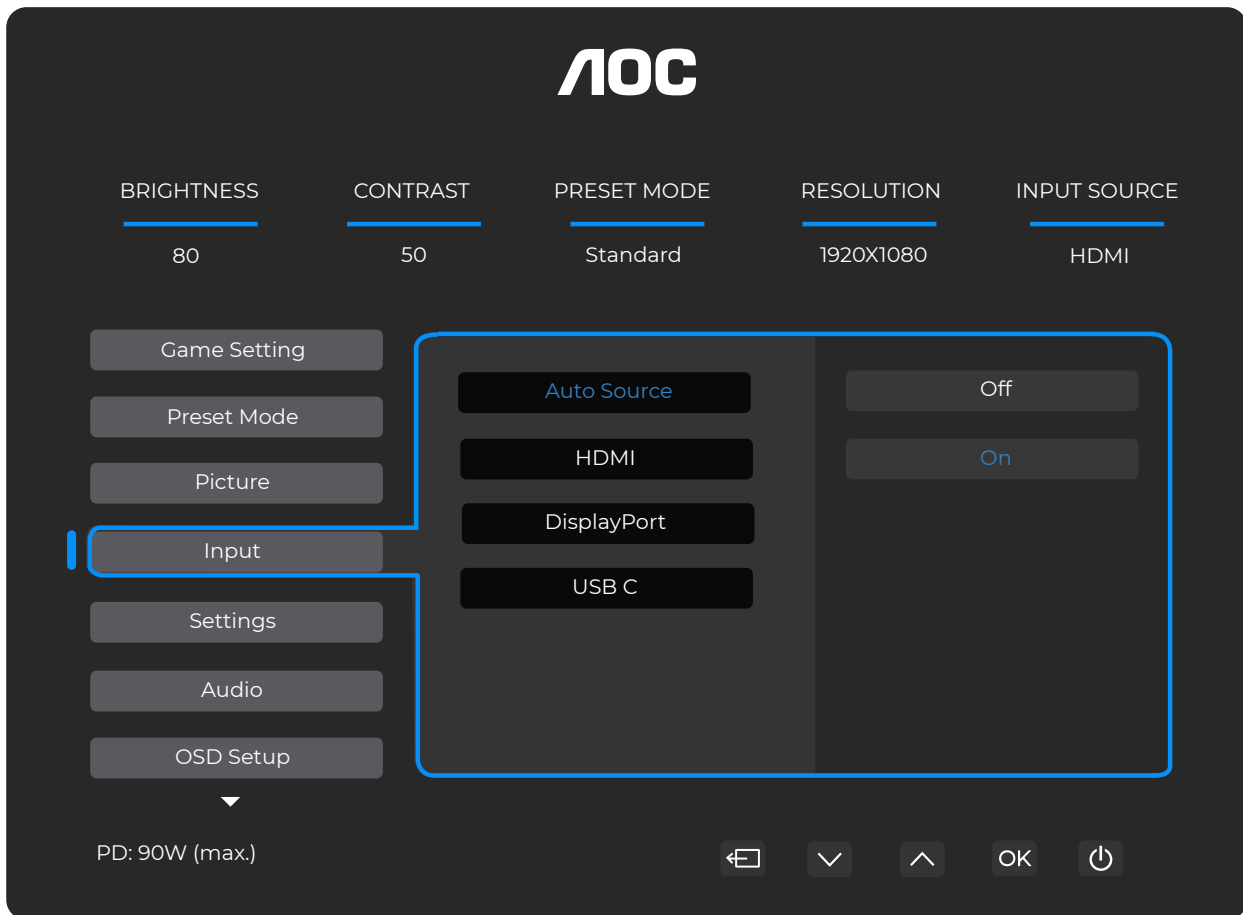 AOC
BRIGHTNESS CONTRAST PRESET MODE RESOLUTION INPUT SOURCE
80 50 Standard 1920X1080 HDMI
Game Setting
Preset Mode
Picture
Input
Settings
Audio
OSD Setup
Auto Source
HDMI
DisplayPort
USB C
Off
On
PD: 90W (max.)
OK